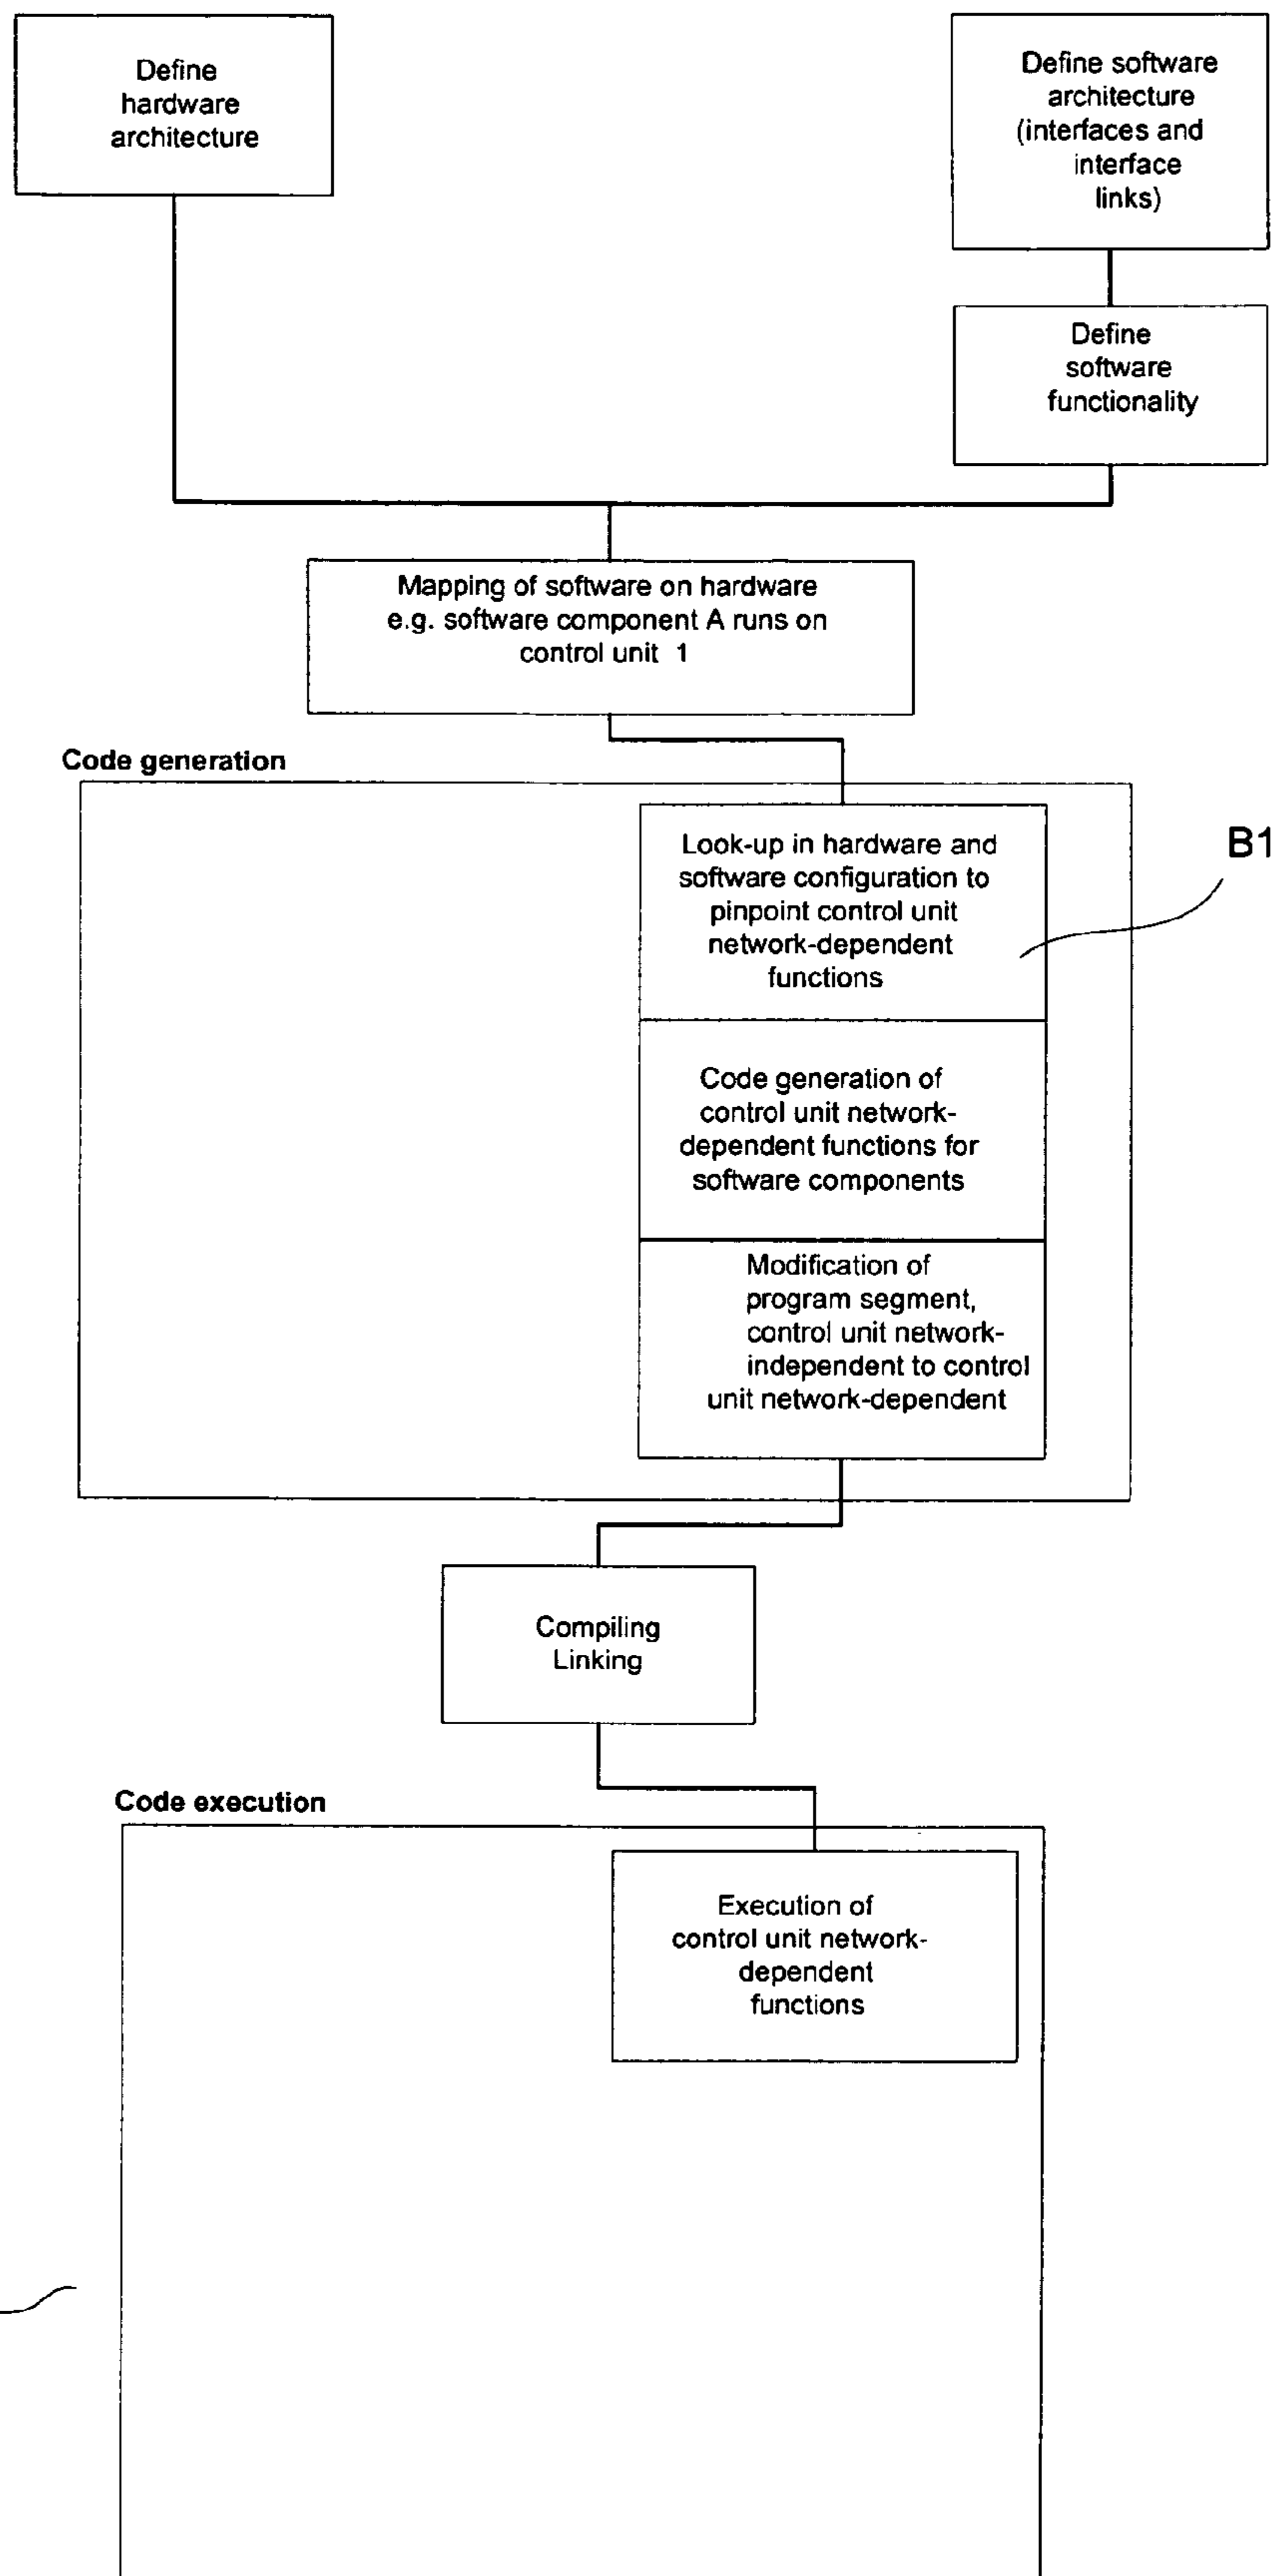 Define
hardware
architecture
Define software
architecture
(interfaces and
interface
links)
Define
software
functionality
Mapping of software on hardware
e.g. software component A runs on
control unit 1
Code generation
Look-up in hardware and
software configuration to
pinpoint control unit
network-dependent
functions
B1
Code generation of
control unit network-
dependent functions for
software components
Modification of
program segment,
control unit network-
independent to control
unit network-dependent
Compiling
Linking
Code execution
Execution of
control unit network-
dependent
functions